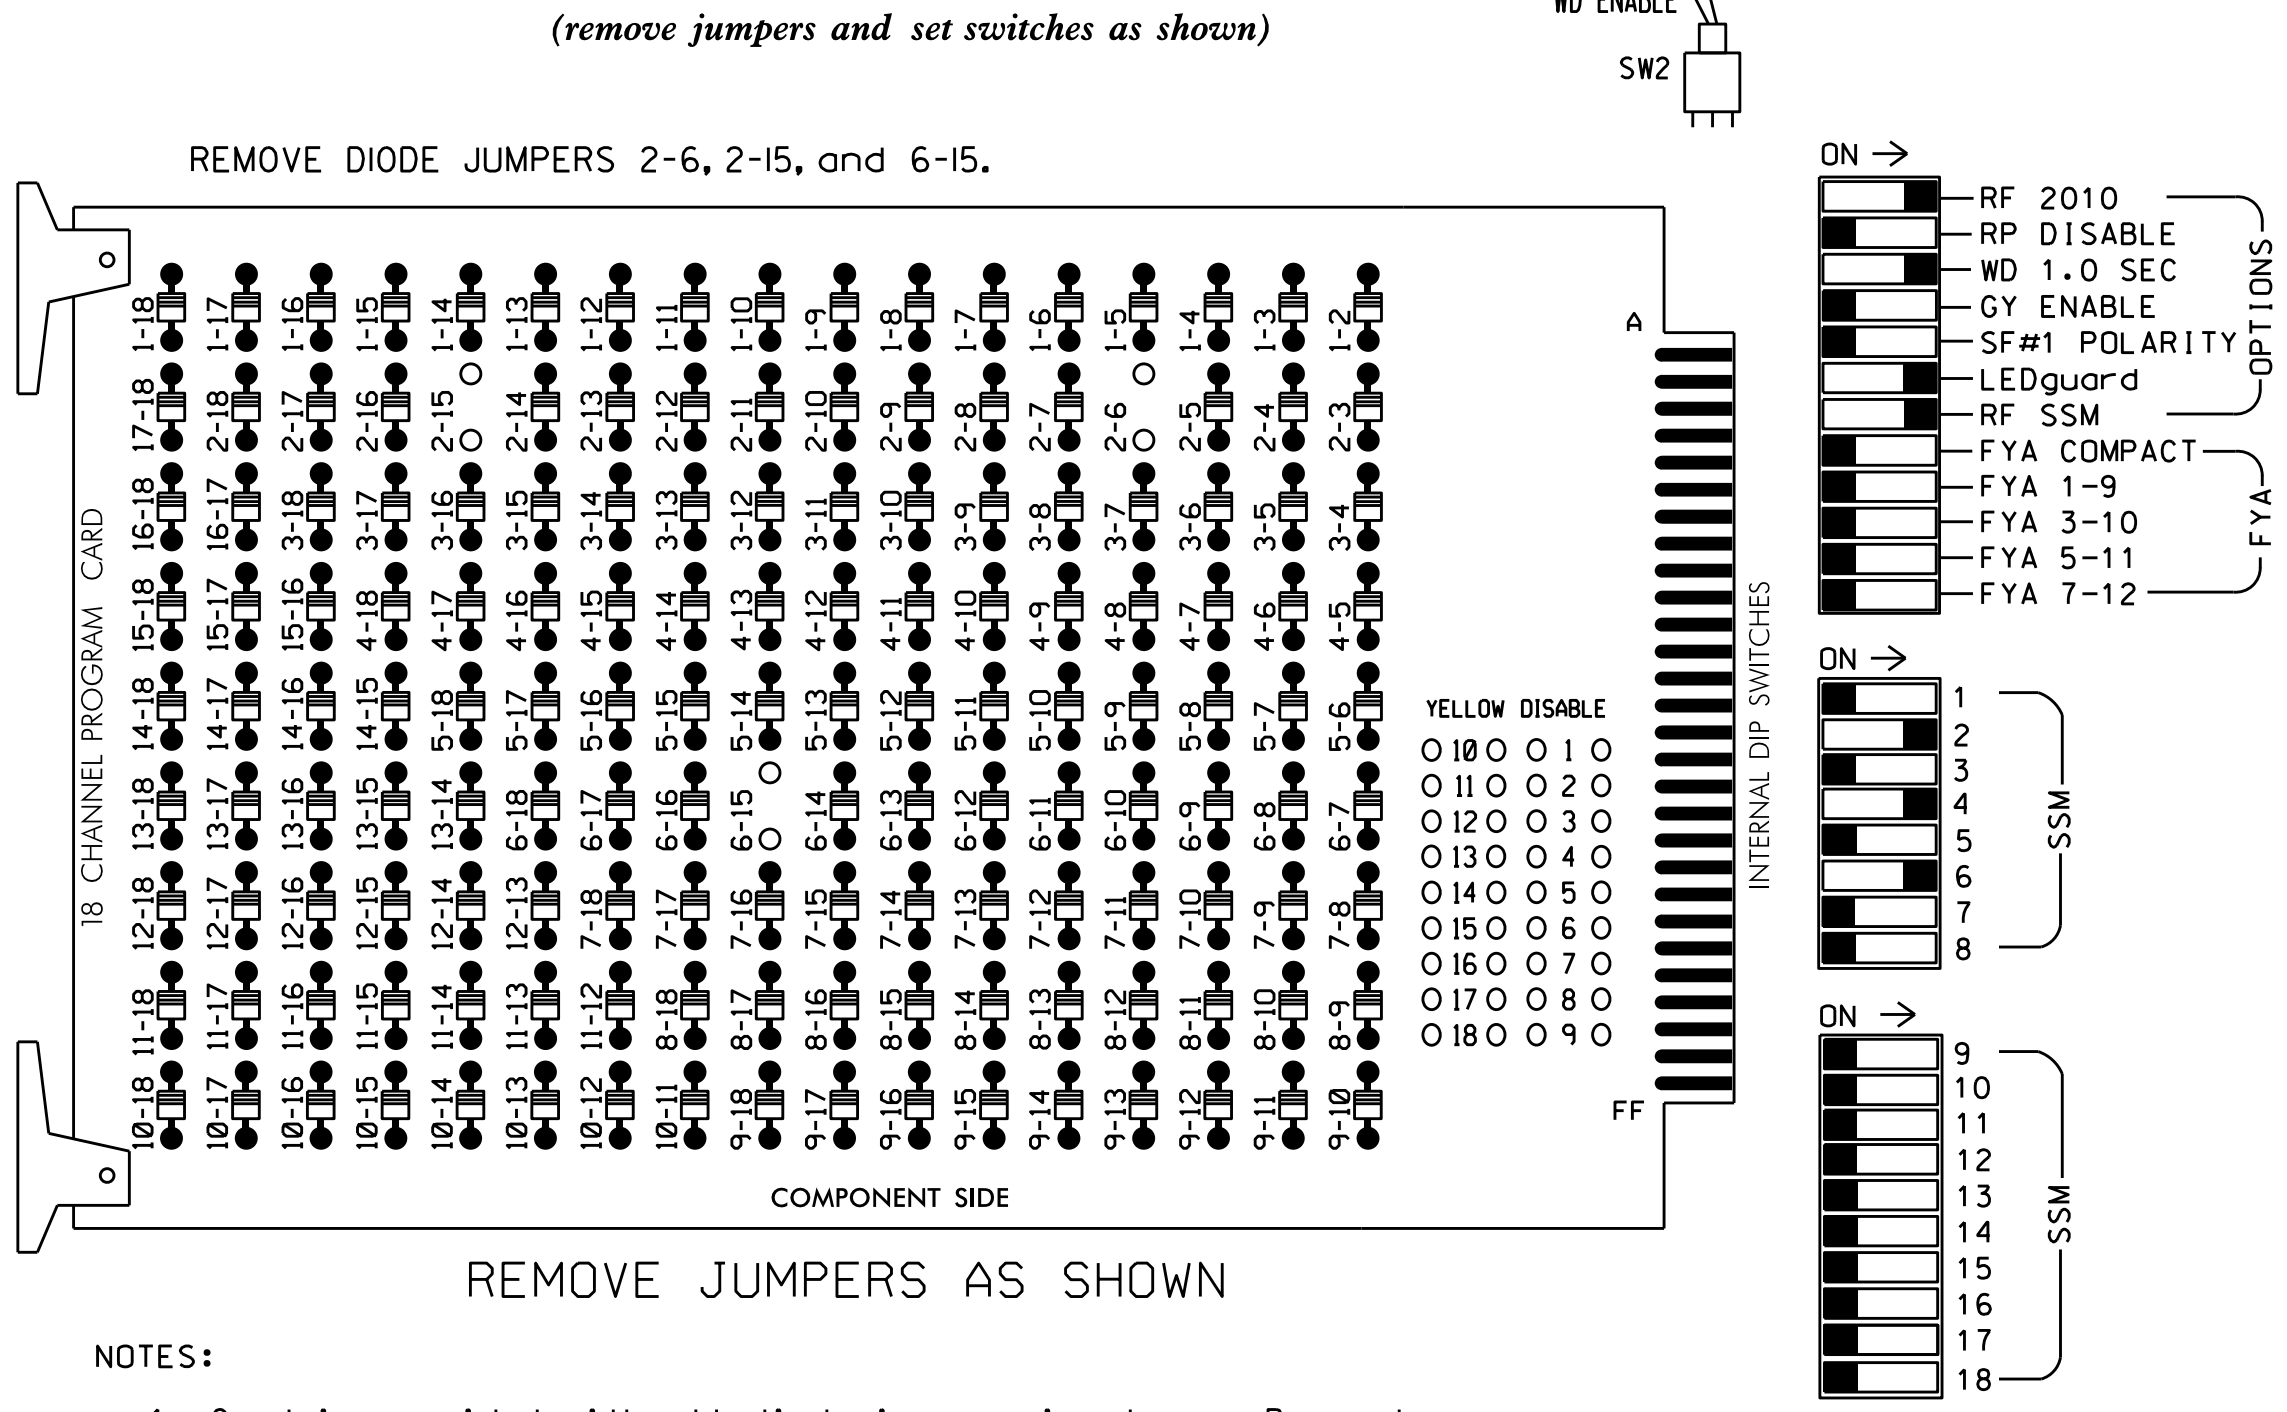 (remove jumpers and set switches as shown)
WD ENABLE
SW2
REMOVE DIODE JUMPERS 2-6, 2-15, and 6-15.
18 CHANNEL PROGRAM CARD
1-18 1-17 1-16 1-15 1-14 1-13 1-12 1-11 1-10 1-9 1-8 1-7 1-6 1-5 1-4 1-3 1-2
17-18 2-18 2-17 2-16 2-15 2-14 2-13 2-12 2-11 2-10 2-9 2-8 2-7 2-6 2-5 2-4 2-3
16-18 16-17 3-18 3-17 3-16 3-15 3-14 3-13 3-12 3-11 3-10 3-9 3-8 3-7 3-6 3-5 3-4
15-18 15-17 15-16 4-18 4-17 4-16 4-15 4-14 4-13 4-12 4-11 4-10 4-9 4-8 4-7 4-6 4-5
14-18 14-17 14-16 14-15 5-18 5-17 5-16 5-15 5-14 5-13 5-12 5-11 5-10 5-9 5-8 5-7 5-6
13-18 13-17 13-16 13-15 13-14 6-18 6-17 6-16 6-15 6-14 6-13 6-12 6-11 6-10 6-9 6-8 6-7
12-18 12-17 12-16 12-15 12-14 12-13 7-18 7-17 7-16 7-15 7-14 7-13 7-12 7-11 7-10 7-9 7-8
11-18 11-17 11-16 11-15 11-14 11-13 11-12 8-18 8-17 8-16 8-15 8-14 8-13 8-12 8-11 8-10 8-9
10-18 10-17 10-16 10-15 10-14 10-13 10-12 10-11 9-18 9-17 9-16 9-15 9-14 9-13 9-12 9-11 9-10
COMPONENT SIDE
A
FF
YELLOW DISABLE
10 1
11 2
12 3
13 4
14 5
15 6
16 7
17 8
18 9
INTERNAL DIP SWITCHES
ON →
RF 2010
RP DISABLE
WD 1.0 SEC
GY ENABLE
SF#1 POLARITY
LEDguard
RF SSM
OPTIONS
FYA COMPACT
FYA 1-9
FYA 3-10
FYA 5-11
FYA 7-12
FYA
ON →
1
2
3
4
5
6
7
8
SSM
ON →
9
10
11
12
13
14
15
16
17
18
SSM
REMOVE JUMPERS AS SHOWN
NOTES: